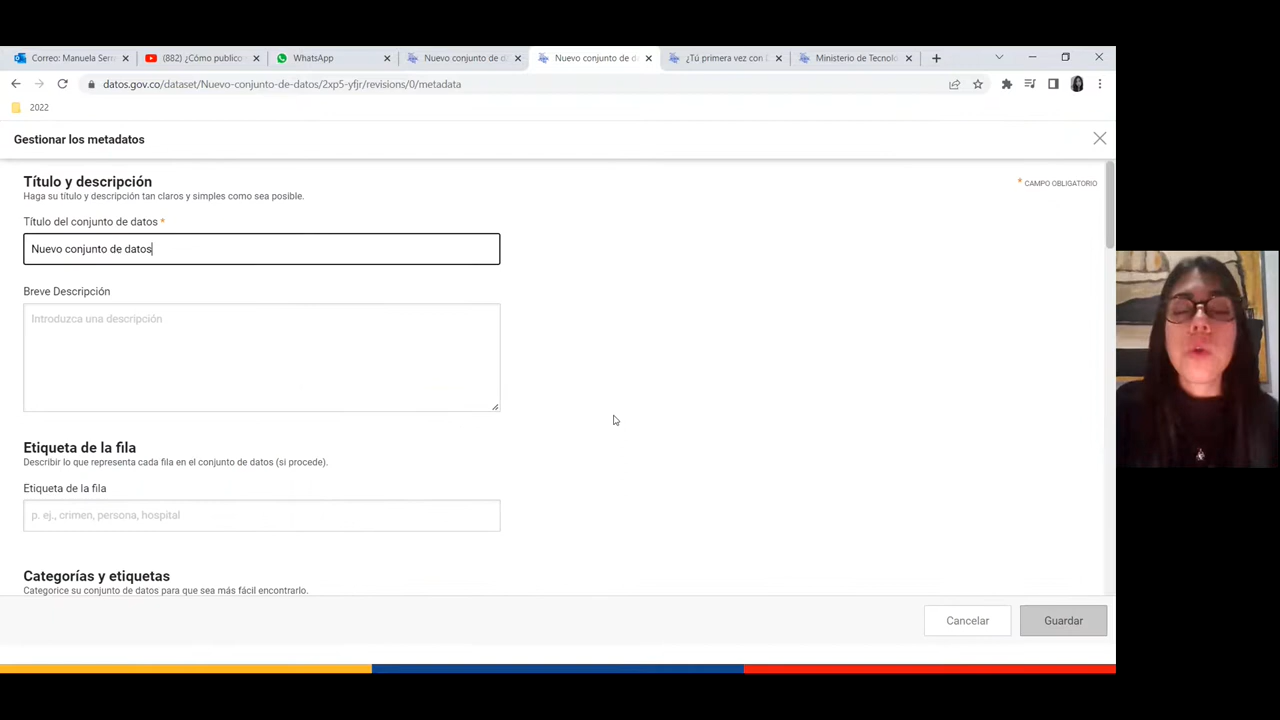 Correo: Manuela Serr
(882) ¿Cómo publico
WhatsApp
Nuevo conjunto de d
Nuevo conjunto de da
¿Tú primera vez con D
Ministerio de Tecnolo
datos.gov.co/dataset/Nuevo-conjunto-de-datos/2xp5-yfjr/revisions/0/metadata
2022
Gestionar los metadatos
Título y descripción
* CAMPO OBLIGATORIO
Haga su título y descripción tan claros y simples como sea posible.
Título del conjunto de datos *
Nuevo conjunto de datos
Breve Descripción
Introduzca una descripción
Etiqueta de la fila
Describir lo que representa cada fila en el conjunto de datos (si procede).
Etiqueta de la fila
p. ej., crimen, persona, hospital
Categorías y etiquetas
Categorice su conjunto de datos para que sea más fácil encontrarlo.
Cancelar
Guardar